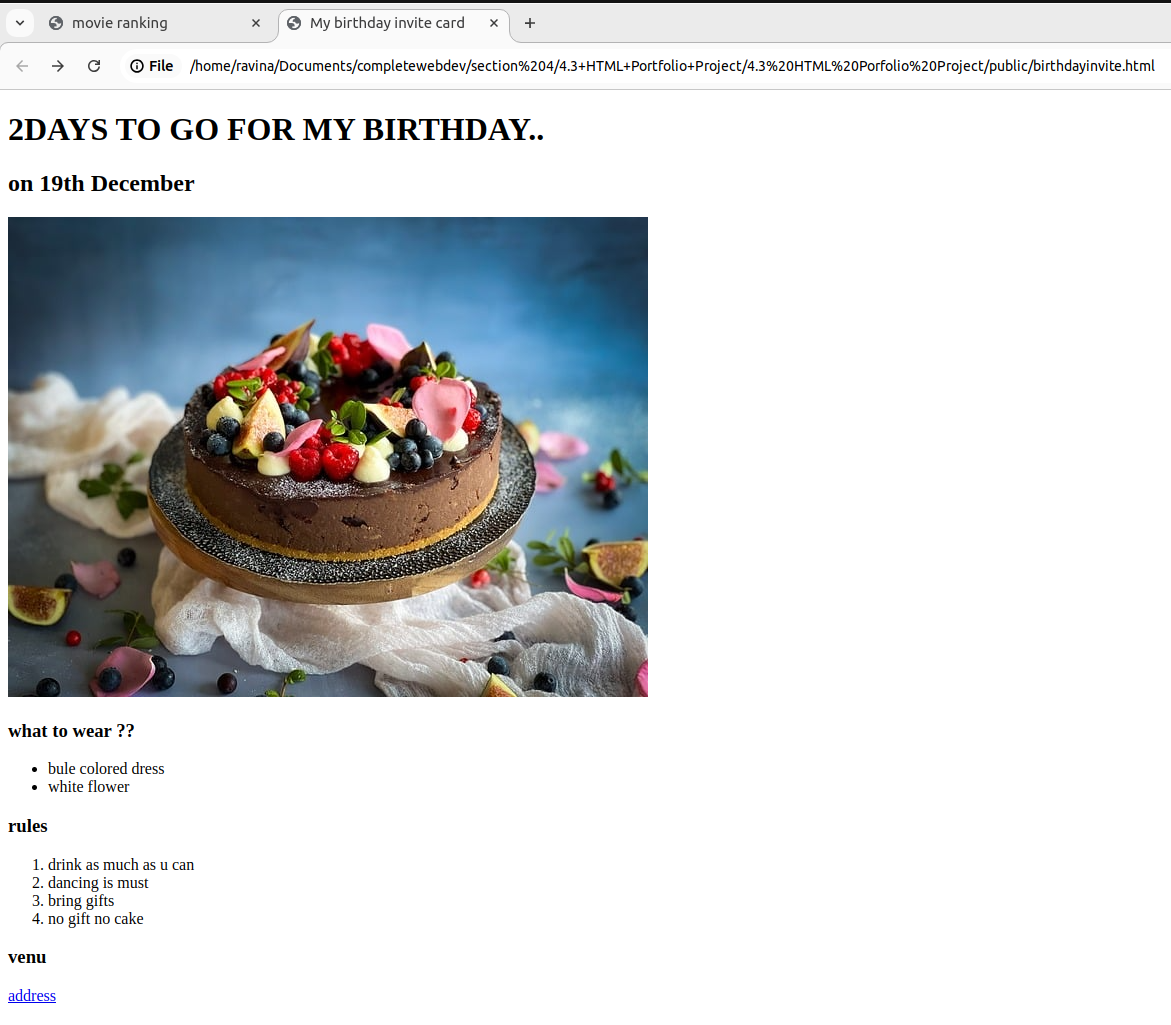 movie ranking
My birthday invite card
File
/home/ravina/Documents/completewebdev/section%204/4.3+HTML+Portfolio+Project/4.3%20HTML%20Porfolio%20Project/public/birthdayinvite.html
2DAYS TO GO FOR MY BIRTHDAY..
on 19th December
what to wear ??
• bule colored dress
• white flower
rules
1. drink as much as u can
2. dancing is must
3. bring gifts
4. no gift no cake
venu
address